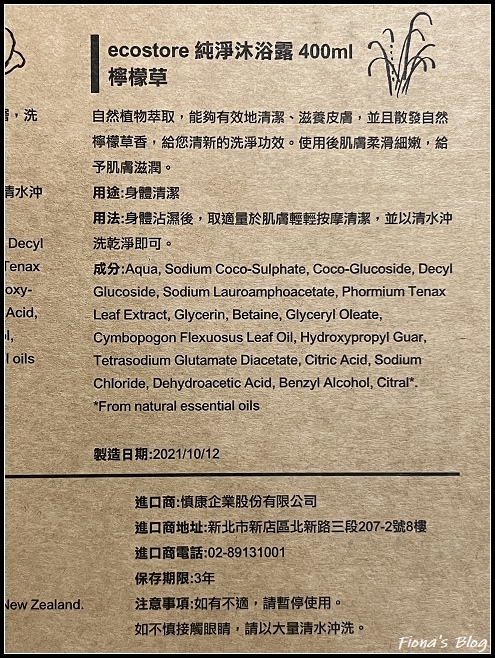 ecostore 純淨沐浴露 400ml
檸檬草
自然植物萃取，能夠有效地清潔、滋養皮膚，並且散發自然
檸檬草香，給您清新的洗淨功效。使用後肌膚柔滑細嫩，給
予肌膚滋潤。
用途:身體清潔
用法:身體沾濕後，取適量於肌膚輕輕按摩清潔，並以清水沖
洗乾淨即可。
成分:Aqua, Sodium Coco-Sulphate, Coco-Glucoside, Decyl
Glucoside, Sodium Lauroamphoacetate, Phormium Tenax
Leaf Extract, Glycerin, Betaine, Glyceryl Oleate,
Cymbopogon Flexuosus Leaf Oil, Hydroxypropyl Guar,
Tetrasodium Glutamate Diacetate, Citric Acid, Sodium
Chloride, Dehydroacetic Acid, Benzyl Alcohol, Citral*.
*From natural essential oils
製造日期:2021/10/12
進口商:慎康企業股份有限公司
進口商地址:新北市新店區北新路三段207-2號8樓
進口商電話:02-89131001
保存期限:3年
注意事項:如有不適，請暫停使用。
如不慎接觸眼睛，請以大量清水沖洗。
，洗
清水沖
Decyl
Tenax
oxy-
Acid,
oils
New Zealand.
Fiona's Blog